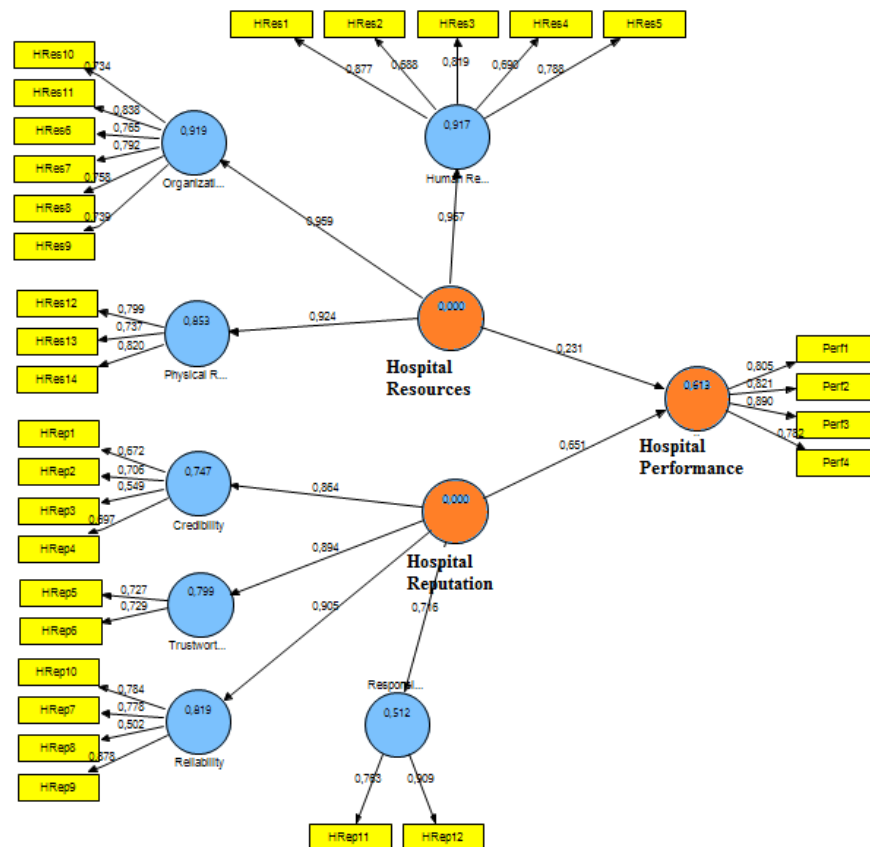 HRes1
HRes2
HRes3
HRes4
HRes5
0,877
0,688
0,819
0,690
0,788
0,917
Human Re...
0,957
HRes10
HRes11
HRes6
HRes7
HRes8
HRes9
0,734
0,838
0,765
0,792
0,758
0,739
0,919
Organizati...
0,959
HRes12
HRes13
HRes14
0,799
0,737
0,820
0,853
Physical R...
0,924
0,000
Hospital
Resources
0,231
0,613
Hospital
Performance
0,805
0,821
0,890
0,782
Perf1
Perf2
Perf3
Perf4
0,651
HRep1
HRep2
HRep3
HRep4
0,672
0,706
0,549
0,747
Credibility
0,864
0,000
Hospital
Reputation
HRep5
HRep6
0,727
0,729
0,799
Trustwort...
0,894
HRep10
HRep7
HRep8
HRep9
0,784
0,778
0,502
0,819
Reliability
0,905
0,716
Responsi...
0,512
0,763
0,909
HRep11
HRep12